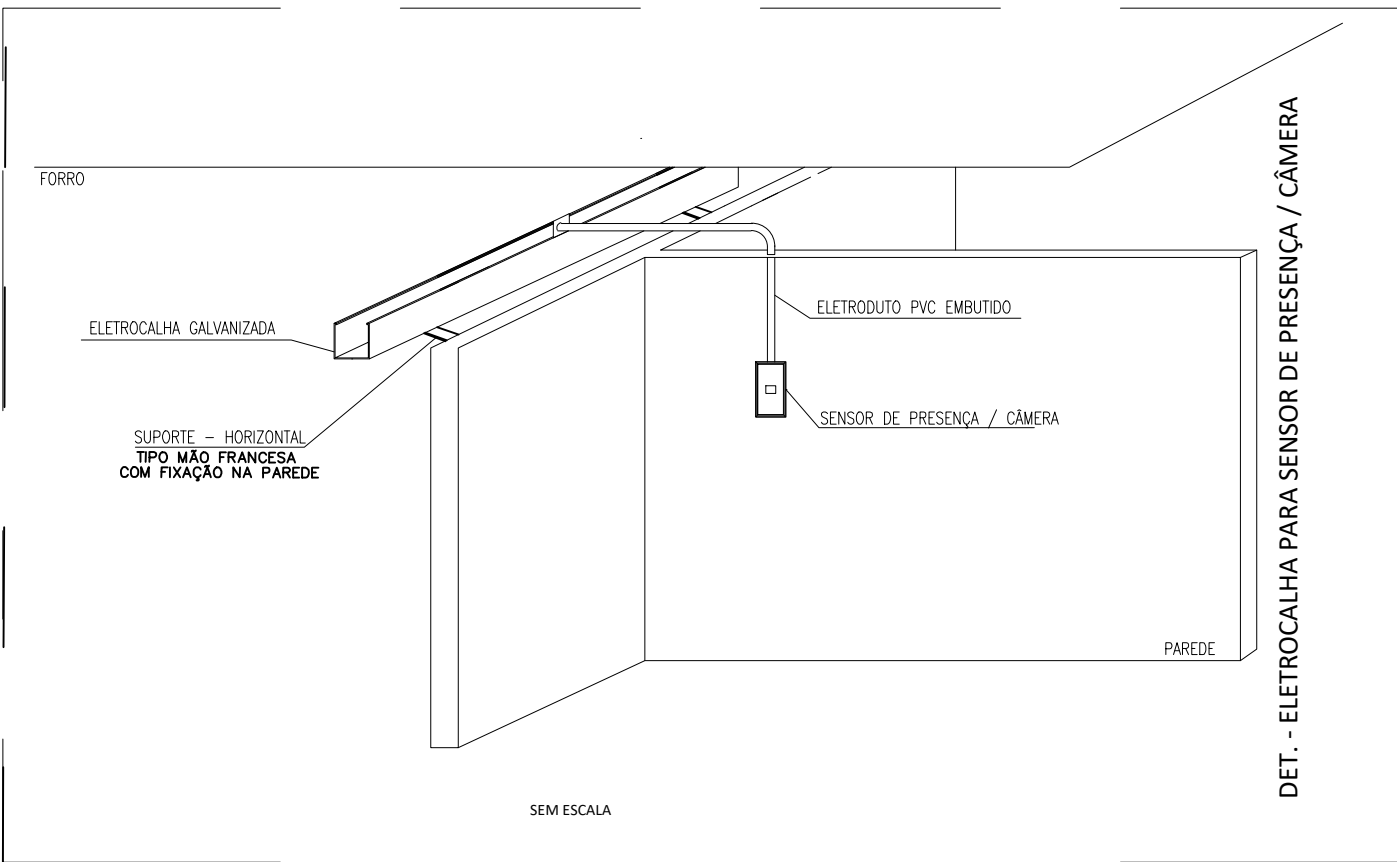 FORRO
ELETROCALHA GALVANIZADA
ELETRODUTO PVC EMBUTIDO
SENSOR DE PRESENÇA / CÂMERA
SUPORTE – HORIZONTAL
TIPO MÃO FRANCESA
COM FIXAÇÃO NA PAREDE
PAREDE
SEM ESCALA
DET. - ELETROCALHA PARA SENSOR DE PRESENÇA / CÂMERA